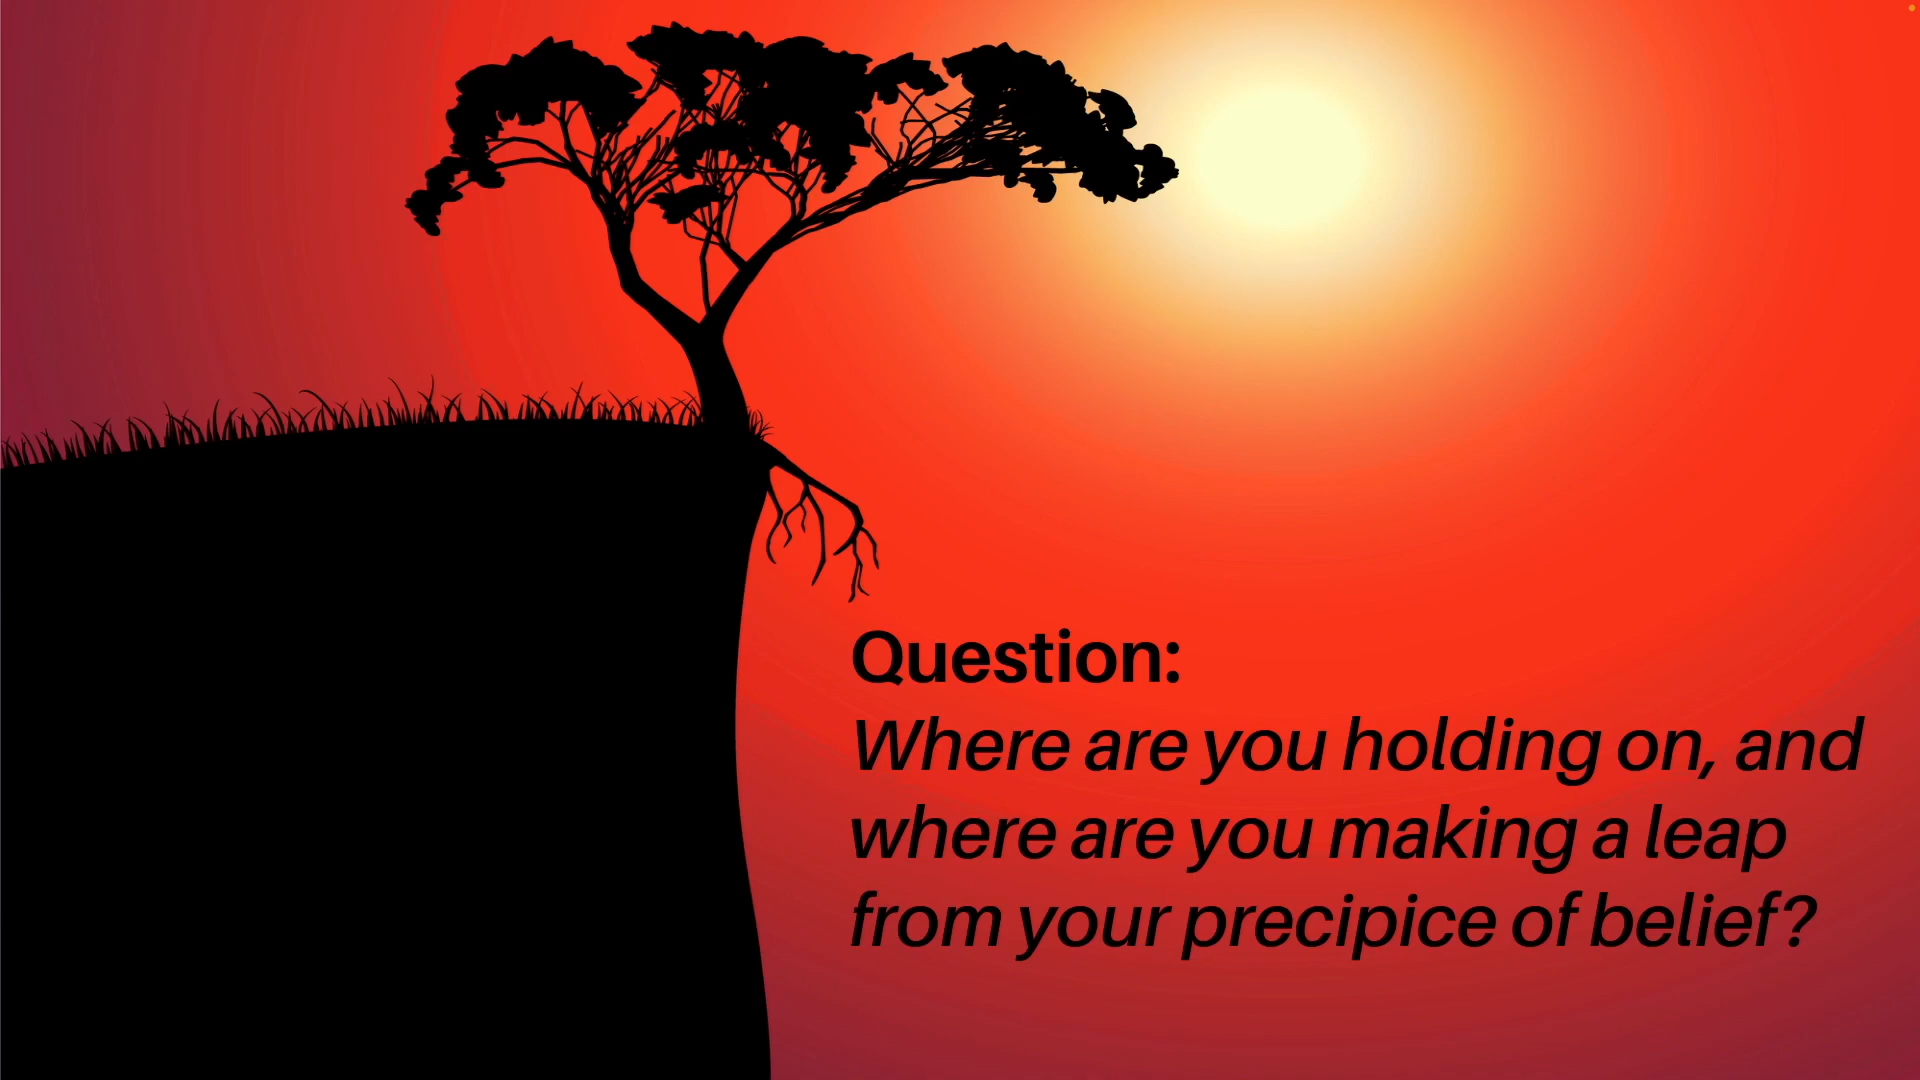 Question:
Where are you holding on, and
where are you making a leap
from your precipice of belief?